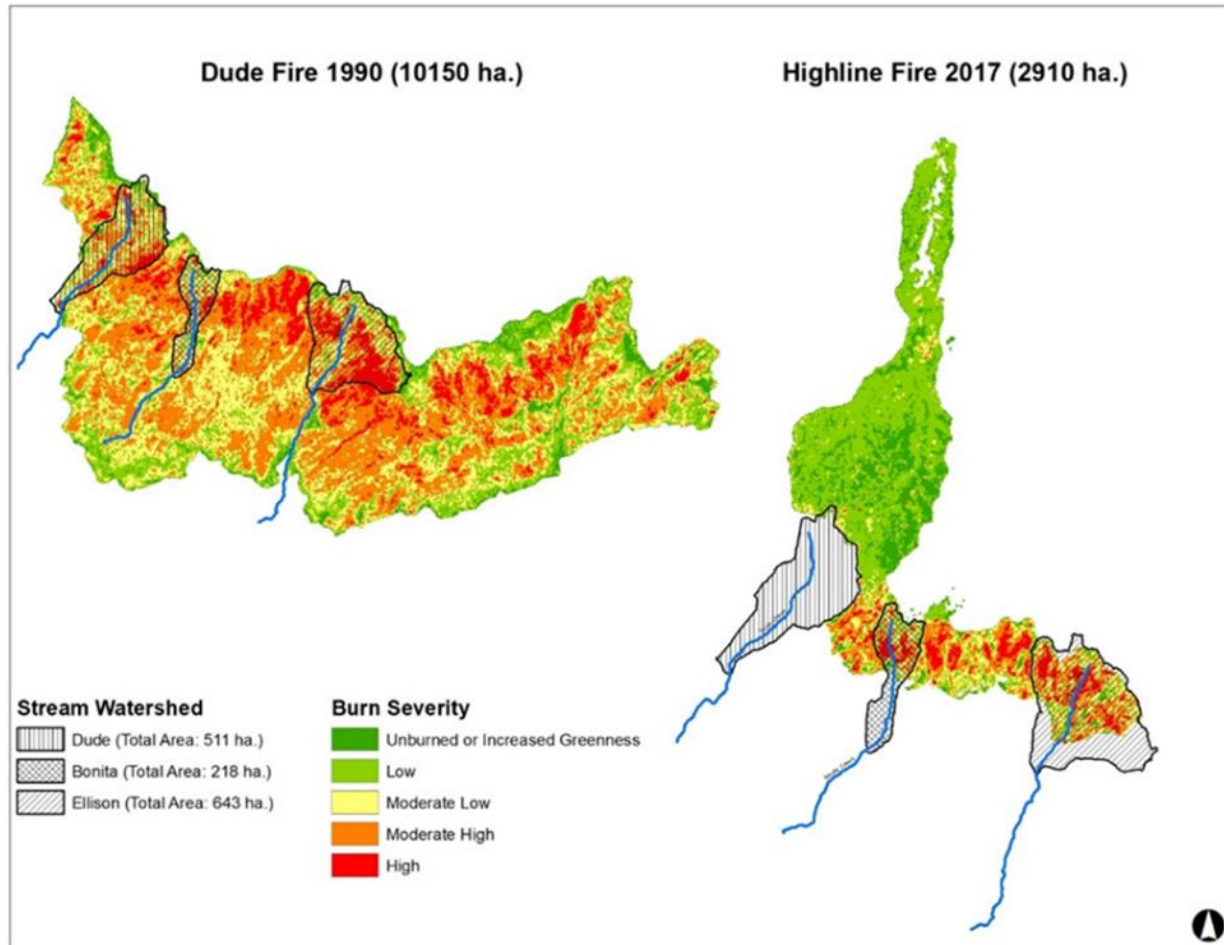 Dude Fire 1990 (10150 ha.)
Highline Fire 2017 (2910 ha.)
Stream Watershed
Dude (Total Area: 511 ha.)
Bonita (Total Area: 218 ha.)
Ellison (Total Area: 643 ha.)
Burn Severity
Unburned or Increased Greenness
Low
Moderate Low
Moderate High
High